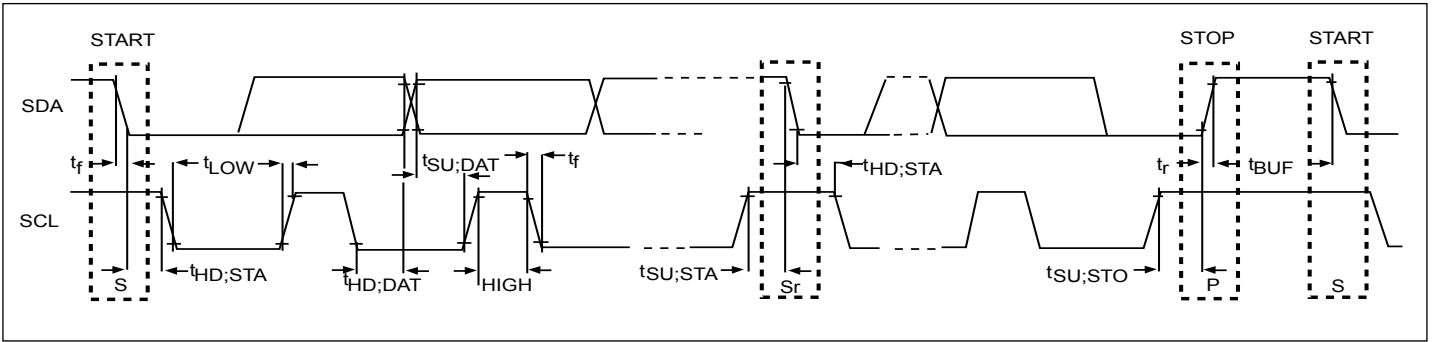 START STOP START
SDA
tf tLOW tSU;DAT tf tHD;STA tr tBUF
SCL
tHD;STA tHD;DAT HIGH tSU;STA tSU;STO
S Sr P S